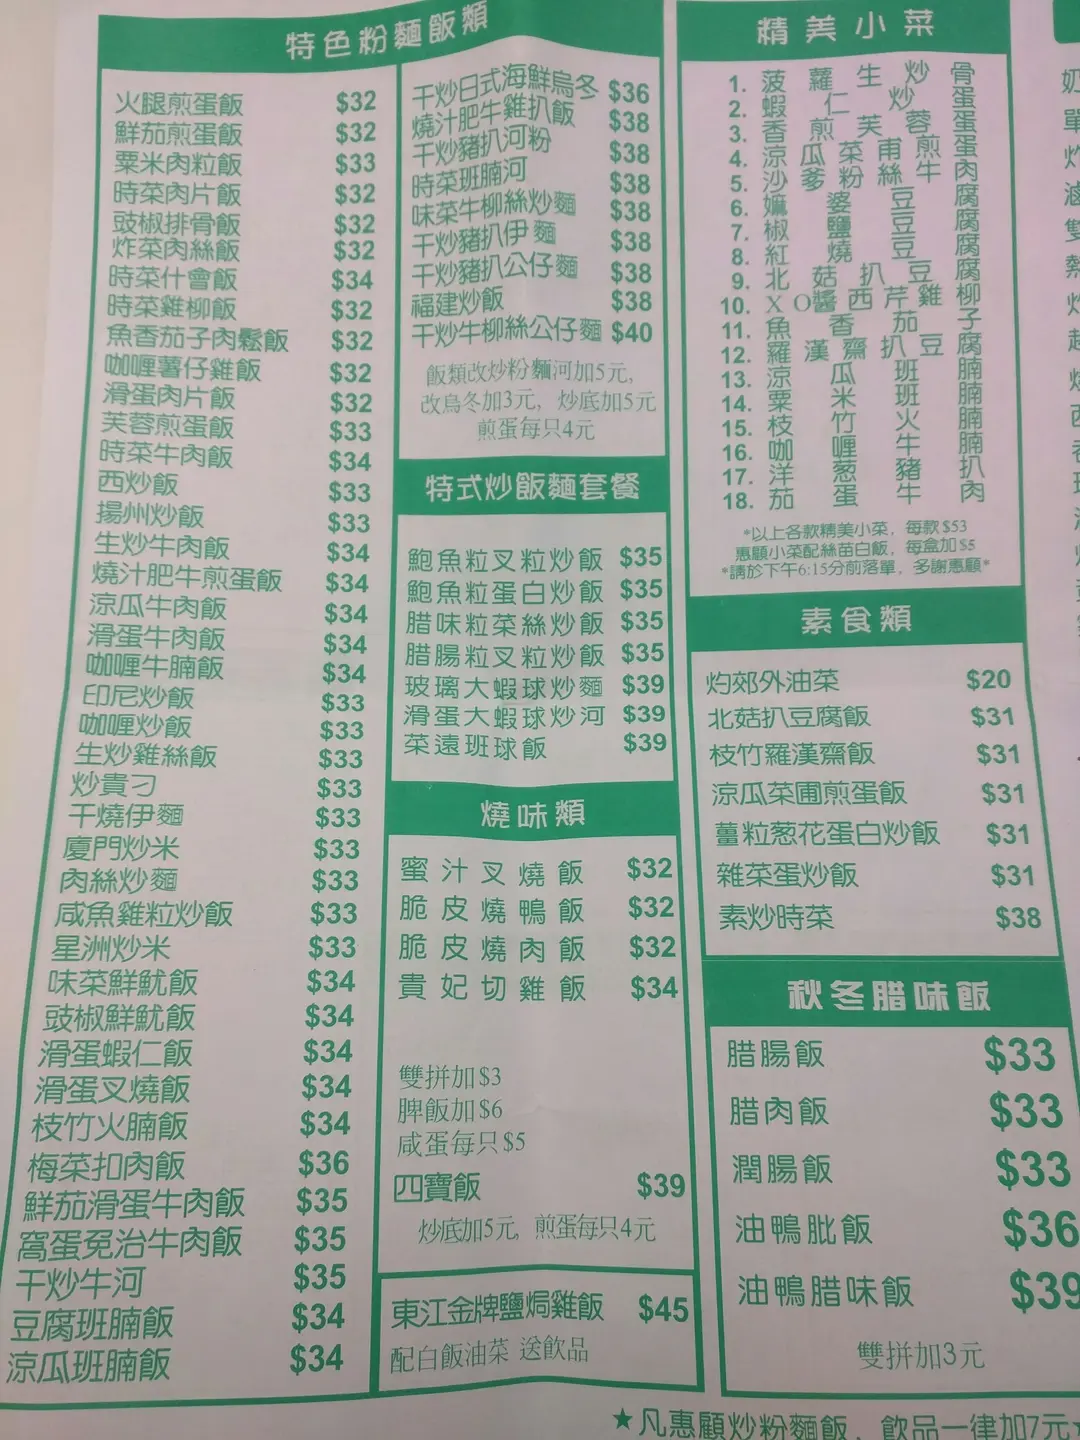 特色粉麵飯類
火腿煎蛋飯 $32
鮮茄煎蛋飯 $32
粟米肉粒飯 $33
時菜肉片飯 $32
豉椒排骨飯 $32
炸菜肉絲飯 $32
時菜什會飯 $34
時菜雞柳飯 $32
魚香茄子肉鬆飯 $32
咖喱薯仔雞飯 $32
滑蛋肉片飯 $32
芙蓉煎蛋飯 $33
時菜牛肉飯 $34
西炒飯 $33
揚州炒飯 $33
生炒牛肉飯 $34
燒汁肥牛煎蛋飯 $34
涼瓜牛肉飯 $34
滑蛋牛肉飯 $34
咖喱牛腩飯 $34
印尼炒飯 $33
咖喱炒飯 $33
生炒雞絲飯 $33
炒貴刁 $33
干燒伊麵 $33
廈門炒米 $33
肉絲炒麵 $33
咸魚雞粒炒飯 $33
星洲炒米 $33
味菜鮮魷飯 $34
豉椒鮮魷飯 $34
滑蛋蝦仁飯 $34
滑蛋叉燒飯 $34
枝竹火腩飯 $34
梅菜扣肉飯 $36
鮮茄滑蛋牛肉飯 $35
窩蛋免治牛肉飯 $35
干炒牛河 $35
豆腐班腩飯 $34
涼瓜班腩飯 $34
干炒日式海鮮烏冬 $36
燒汁肥牛雞扒飯 $38
干炒豬扒河粉 $38
時菜班腩河 $38
味菜牛柳絲炒麵 $38
干炒豬扒伊麵 $38
干炒豬扒公仔麵 $38
福建炒飯 $38
干炒牛柳絲公仔麵 $40
飯類改炒粉麵河加5元，
改烏冬加3元，炒底加5元
煎蛋每只4元
特式炒飯麵套餐
鮑魚粒叉粒炒飯 $35
鮑魚粒蛋白炒飯 $35
腊味粒菜絲炒飯 $35
腊腸粒叉粒炒飯 $35
玻璃大蝦球炒麵 $39
滑蛋大蝦球炒河 $39
菜遠班球飯 $39
燒味類
蜜汁叉燒飯 $32
脆皮燒鴨飯 $32
脆皮燒肉飯 $32
貴妃切雞飯 $34
雙拼加$3
脾飯加$6
咸蛋每只$5
四寶飯 $39
炒底加5元，煎蛋每只4元
東江金牌鹽焗雞飯 $45
配白飯油菜 送飲品
精美小菜
1. 菠蘿生炒骨
2. 蝦仁炒蛋
3. 香煎芙蓉蛋
4. 涼瓜菜甫煎蛋
5. 沙爹粉絲牛肉
6. 嫲婆豆腐
7. 椒鹽豆腐
8. 紅燒豆腐
9. 北菇扒豆腐
10. XO醬西芹雞柳
11. 魚香茄子
12. 羅漢齋扒豆腐
13. 涼瓜班腩
14. 粟米班腩
15. 枝竹火腩
16. 咖喱牛腩
17. 洋葱豬扒
18. 茄蛋牛肉
*以上各款精美小菜，每款$53
惠顧小菜配絲苗白飯，每盒加$5
*請於下午6:15分前落單，多謝惠顧*
素食類
灼郊外油菜 $20
北菇扒豆腐飯 $31
枝竹羅漢齋飯 $31
涼瓜菜圃煎蛋飯 $31
薑粒葱花蛋白炒飯 $31
雜菜蛋炒飯 $31
素炒時菜 $38
秋冬腊味飯
腊腸飯 $33
腊肉飯 $33
潤腸飯 $33
油鴨肶飯 $36
油鴨腊味飯 $39
雙拼加3元
★凡惠顧炒粉麵飯，飲品一律加7元